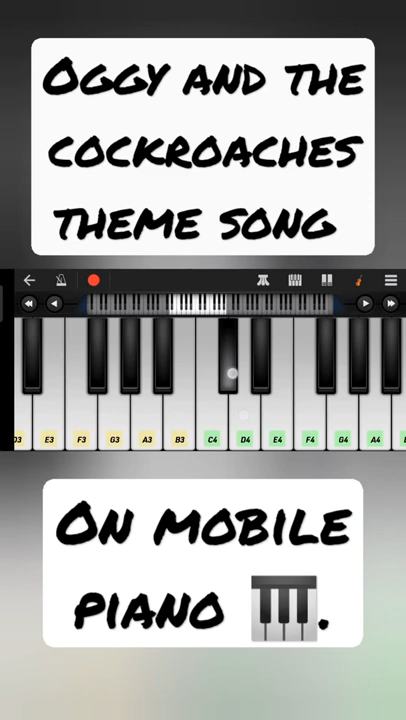 OGGY AND THE
COCKROACHES
THEME SONG
D3 E3 F3 G3 A3 B3 C4 D4 E4 F4 G4 A4
ON MOBILE
PIANO 🎹.